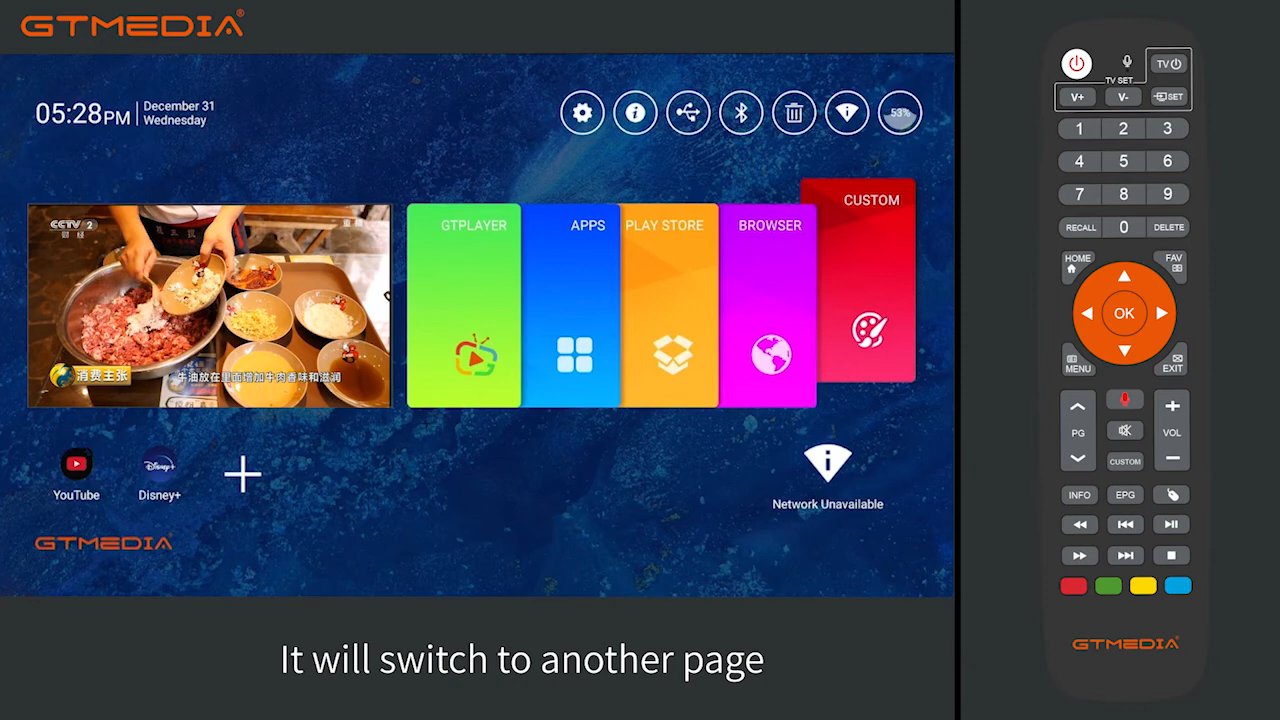 GTMEDIA®
05:28PM
December 31
Wednesday
53%
CCTV 2
财经
消费主张
牛油放在里面增加牛肉香味和滋润
GTPLAYER
APPS
PLAY STORE
BROWSER
CUSTOM
YouTube
Disney+
Disney+
Network Unavailable
GTMEDIA
It will switch to another page
TV
TV SET
V+
V-
SET
1
2
3
4
5
6
7
8
9
RECALL
0
DELETE
HOME
FAV
OK
MENU
EXIT
PG
VOL
CUSTOM
INFO
EPG
GTMEDIA®